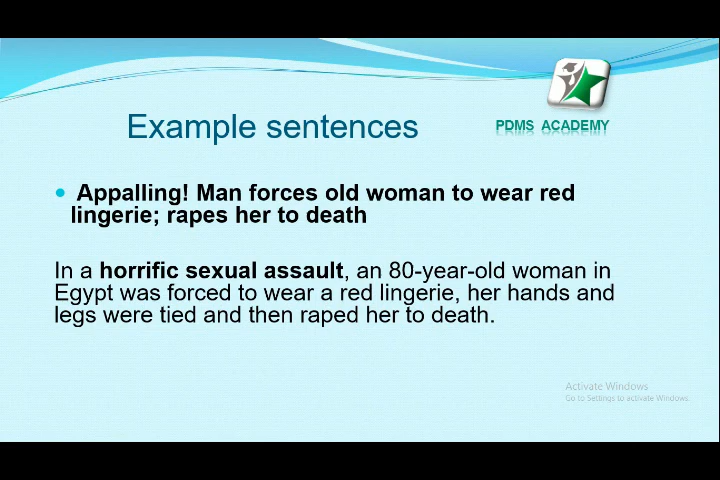 PDMS ACADEMY
Example sentences
Appalling! Man forces old woman to wear red
lingerie; rapes her to death
In a horrific sexual assault, an 80-year-old woman in
Egypt was forced to wear a red lingerie, her hands and
legs were tied and then raped her to death.
Activate Windows
Go to Settings to activate Windows.